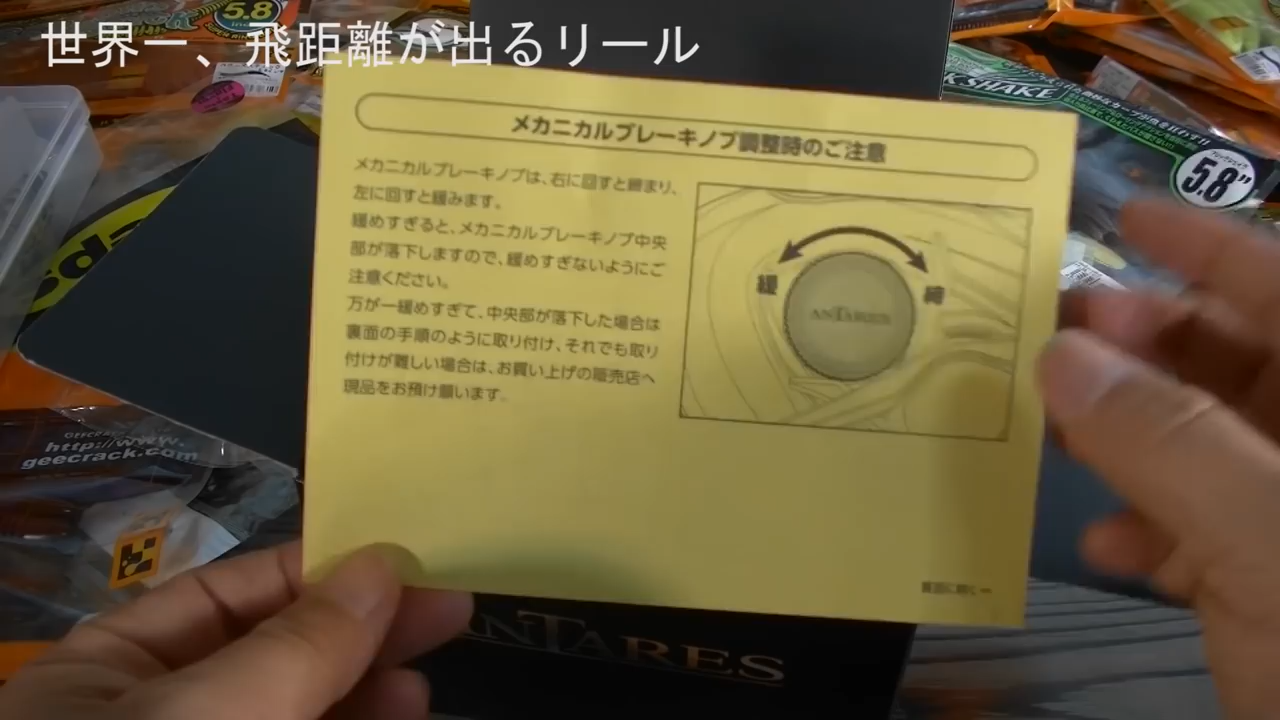 世界一、飛距離が出るリール
5.8
K SHAKE
5.8"
メカニカルブレーキノブ調整時のご注意
メカニカルブレーキノブは、右に回すと締まり、
左に回すと緩みます。
緩めすぎると、メカニカルブレーキノブ中央
部が落下しますので、緩めすぎないようにご
注意ください。
万が一緩めすぎて、中央部が落下した場合は
裏面の手順のように取り付け、それでも取り
付けが難しい場合は、お買い上げの販売店へ
現品をお預け願います。
緩
締
ANTARES
http://www.
geecrack.com
ANTARES